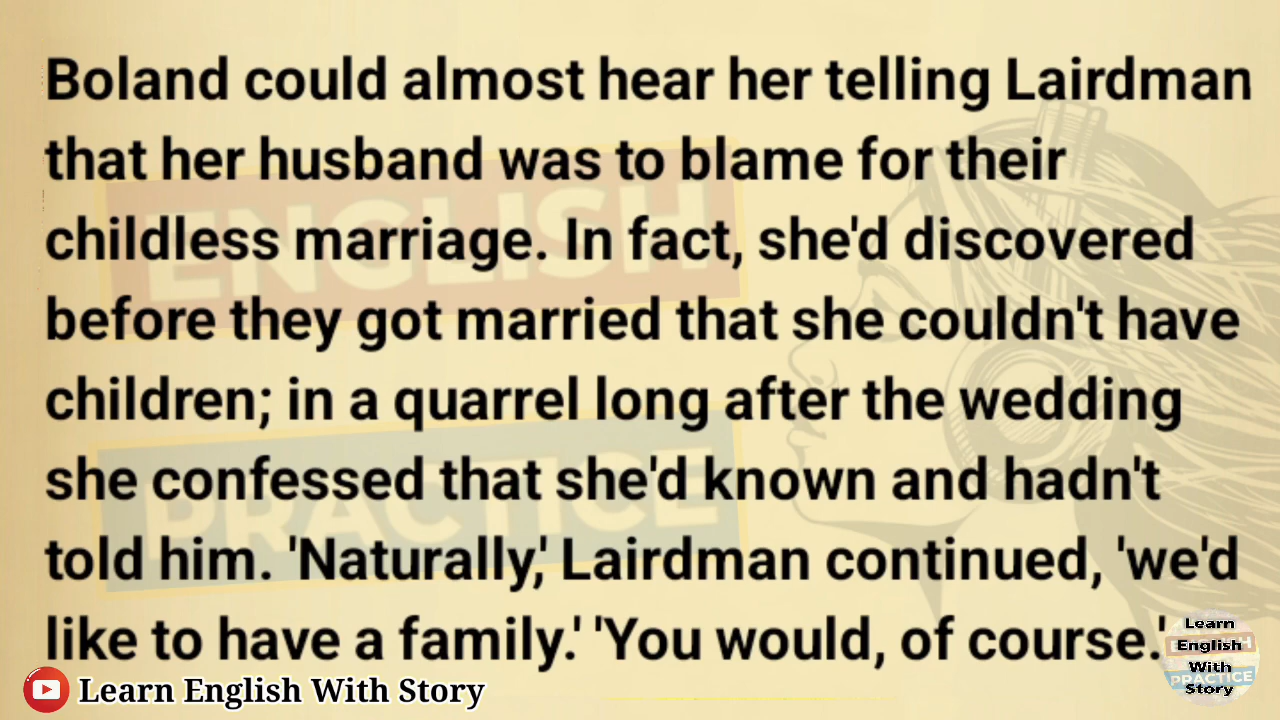 Boland could almost hear her telling Lairdman
that her husband was to blame for their
childless marriage. In fact, she'd discovered
before they got married that she couldn't have
children; in a quarrel long after the wedding
she confessed that she'd known and hadn't
told him. 'Naturally,' Lairdman continued, 'we'd
like to have a family.' 'You would, of course.'
ENGLISH
PRACTICE
Learn English With Story
Learn
English
With
PRACTICE
Story